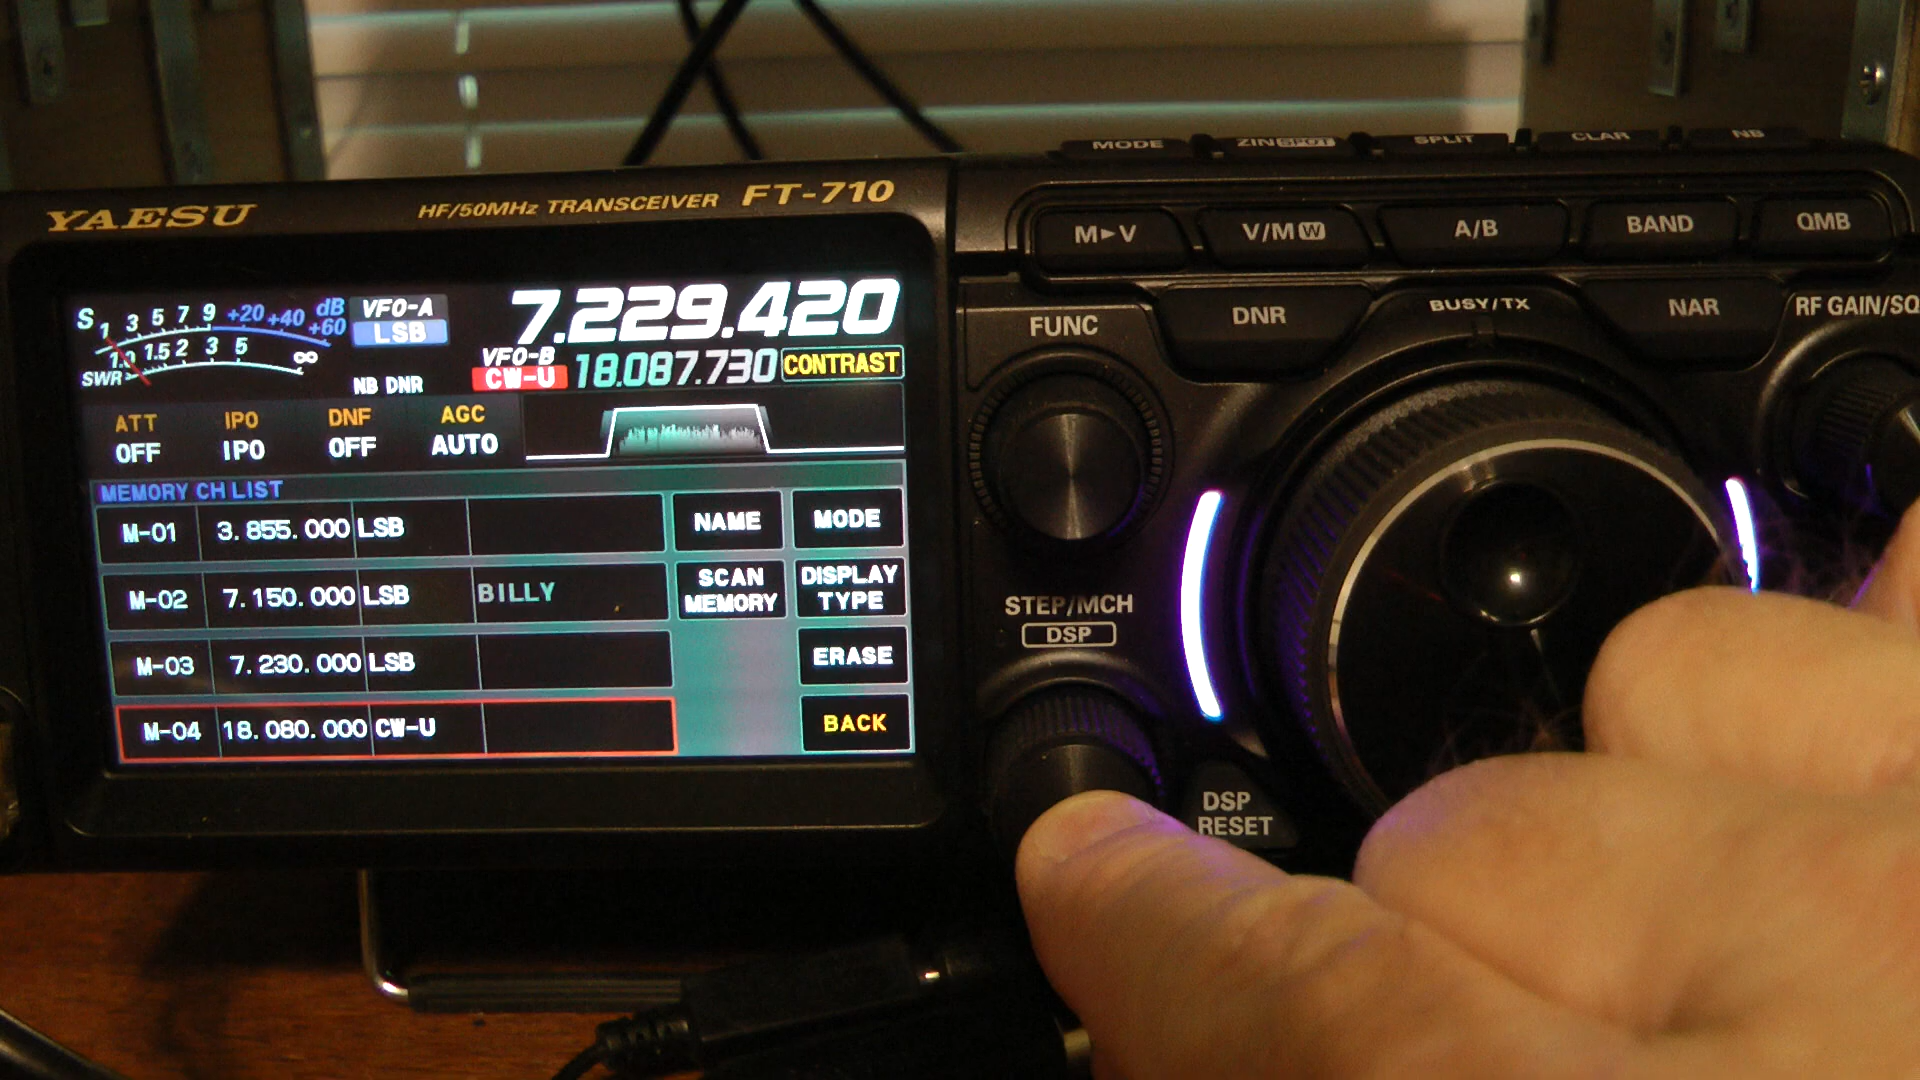 MODE ZIN SPOT SPLIT CLAR NB
YAESU HF/50MHz TRANSCEIVER FT-710
M►V V/M W A/B BAND QMB
S 1 3 5 7 9 +20 +40 +60 dB
1.0 1.5 2 3 5 ∞
SWR
VFO-A
LSB
7.229.420
VFO-B
CW-U 18.087.730 CONTRAST
NB DNR
ATT IPO DNF AGC
OFF IPO OFF AUTO
MEMORY CH LIST
M-01 3.855.000 LSB
M-02 7.150.000 LSB BILLY
M-03 7.230.000 LSB
M-04 18.080.000 CW-U
NAME MODE
SCAN MEMORY DISPLAY TYPE
ERASE
BACK
FUNC DNR BUSY/TX NAR RF GAIN/SQ
STEP/MCH
DSP
DSP
RESET